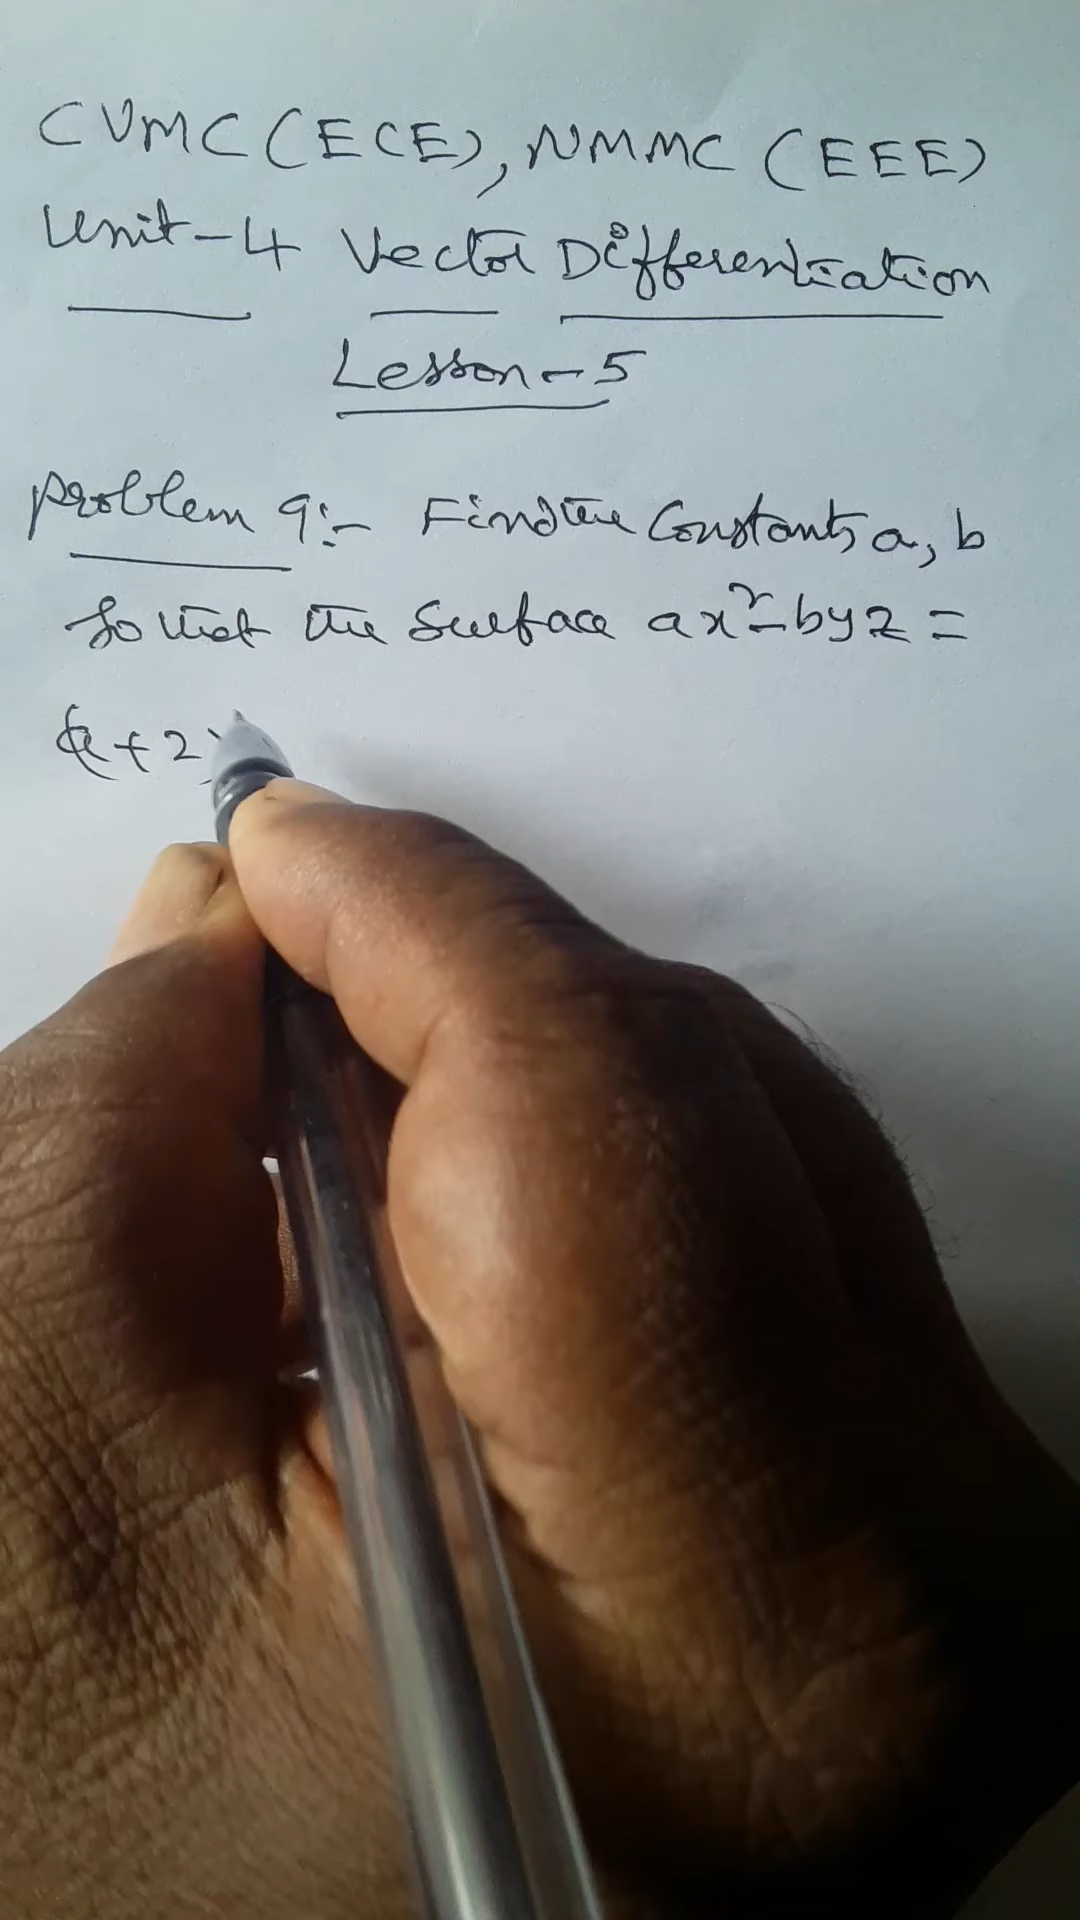 CVMC (ECE), NMMC (EEE)
Unit-4 Vector Differentiation
Lesson-5
Problem 9:- Find the Constants a, b
So that the Surface ax²-byz =
(a+2)